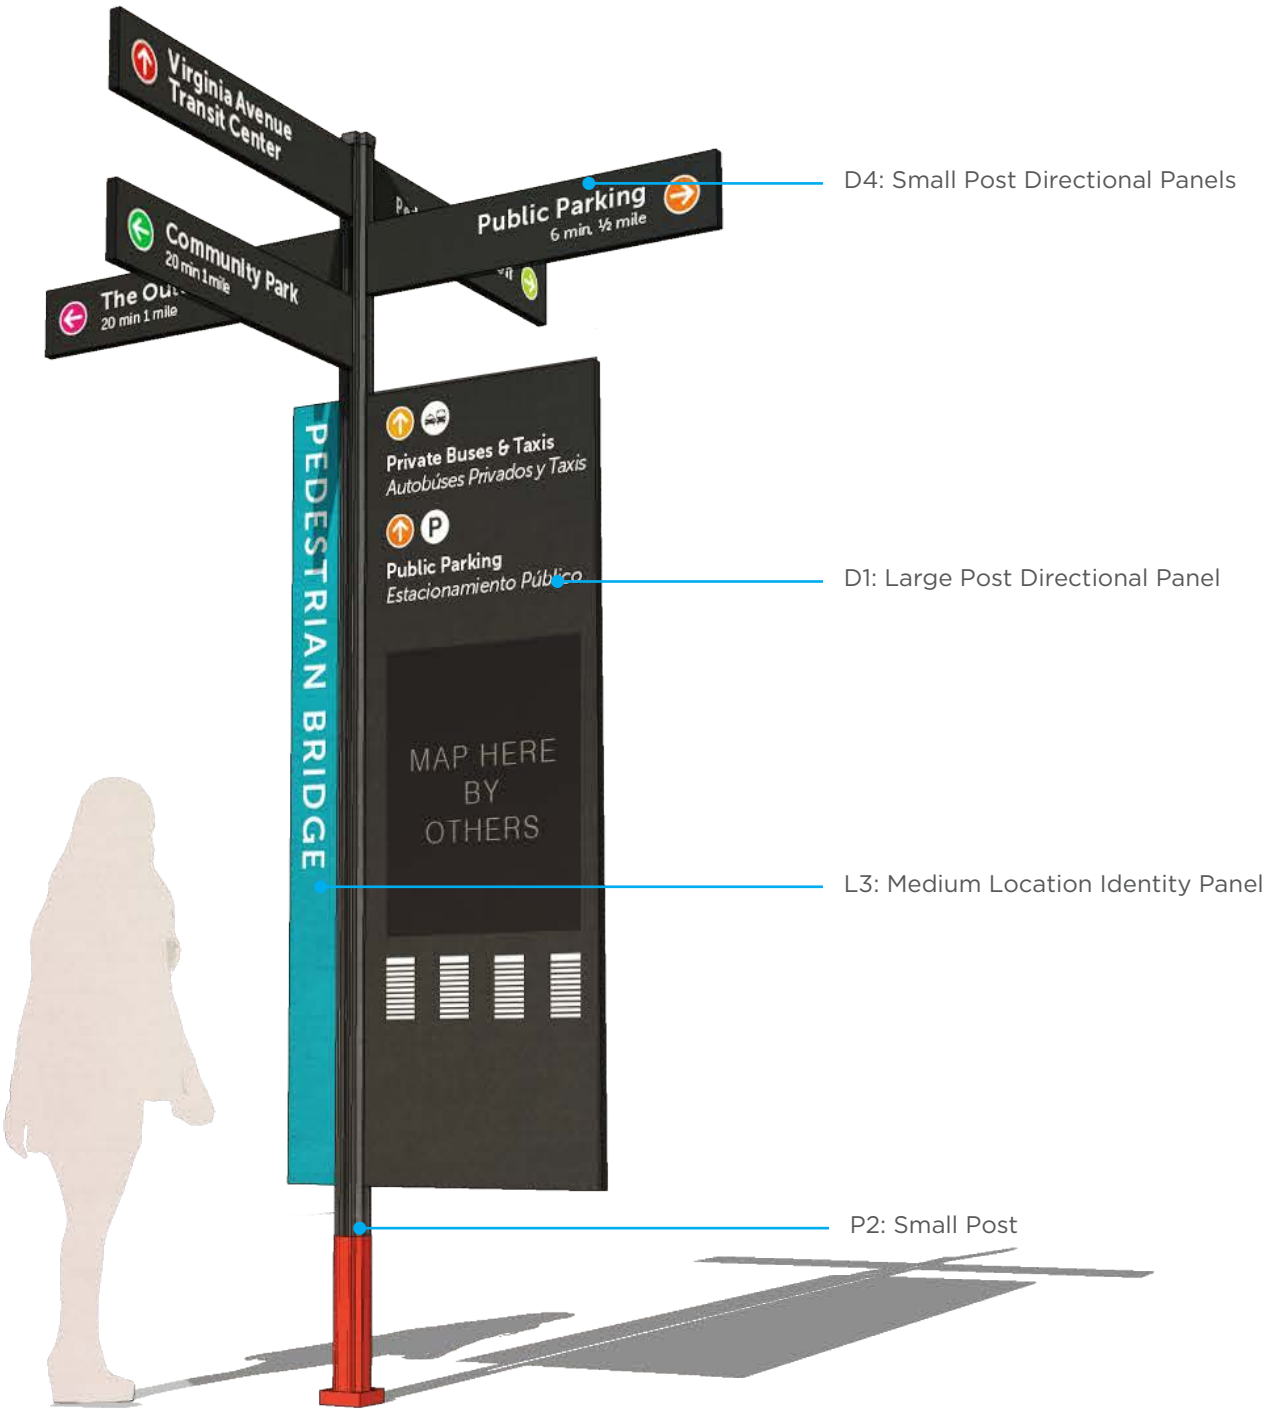 Virginia Avenue
Transit Center
Public Parking
6 min, ½ mile
Community Park
20 min 1 mile
The
20 min 1 mile
D4: Small Post Directional Panels
PEDESTRIAN BRIDGE
Private Buses & Taxis
Autobúses Privados y Taxis
P
Public Parking
Estacionamiento Público
D1: Large Post Directional Panel
MAP HERE
BY
OTHERS
L3: Medium Location Identity Panel
P2: Small Post